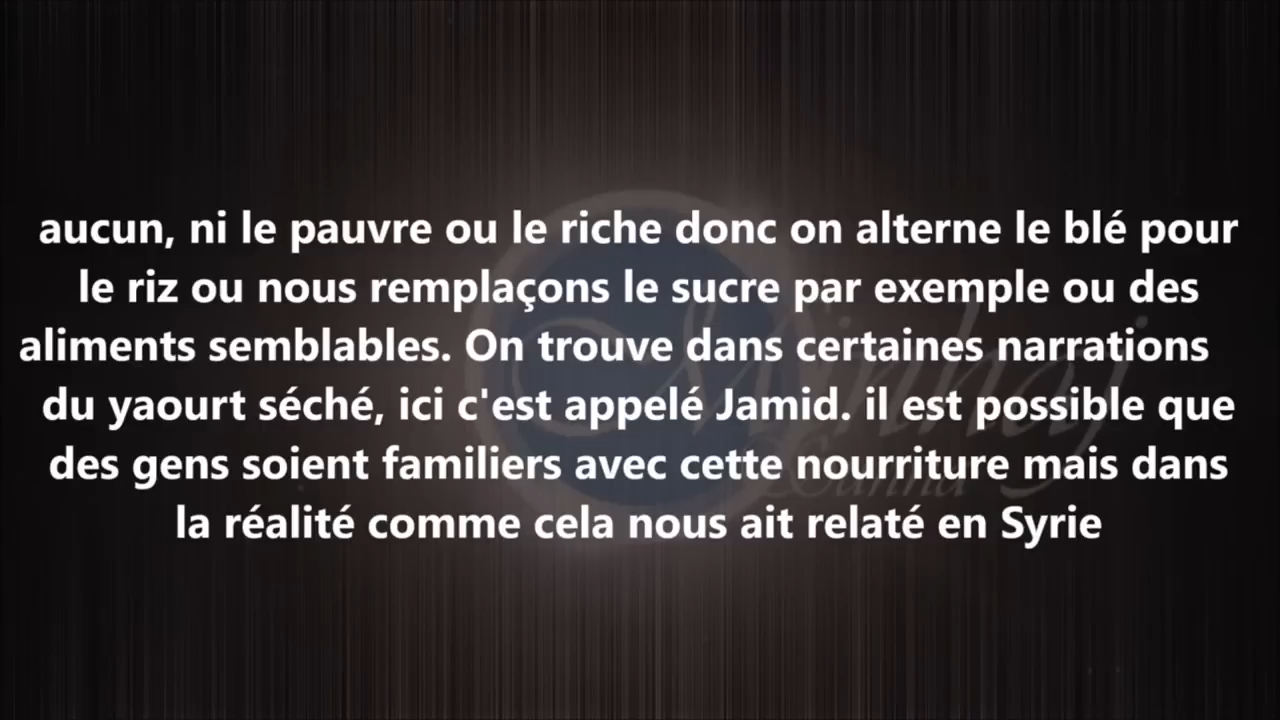 aucun, ni le pauvre ou le riche donc on alterne le blé pour
le riz ou nous remplaçons le sucre par exemple ou des
aliments semblables. On trouve dans certaines narrations
du yaourt séché, ici c'est appelé Jamid. il est possible que
des gens soient familiers avec cette nourriture mais dans
la réalité comme cela nous ait relaté en Syrie
Minhaj